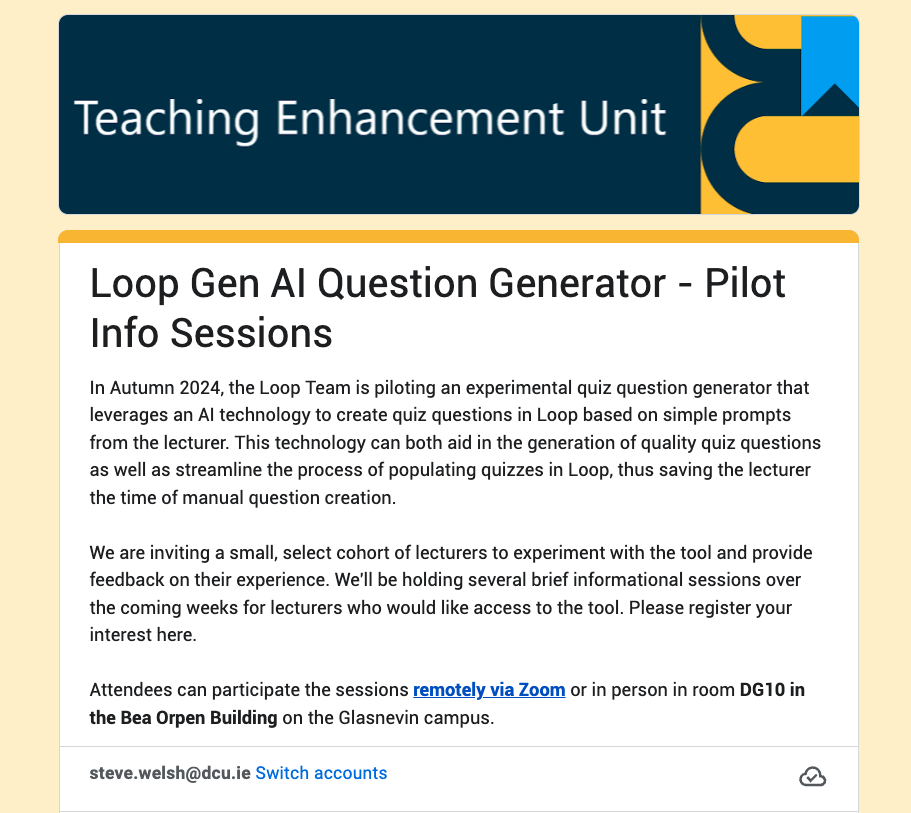 Teaching Enhancement Unit
Loop Gen AI Question Generator - Pilot
Info Sessions
In Autumn 2024, the Loop Team is piloting an experimental quiz question generator that
leverages an AI technology to create quiz questions in Loop based on simple prompts
from the lecturer. This technology can both aid in the generation of quality quiz questions
as well as streamline the process of populating quizzes in Loop, thus saving the lecturer
the time of manual question creation.
We are inviting a small, select cohort of lecturers to experiment with the tool and provide
feedback on their experience. We'll be holding several brief informational sessions over
the coming weeks for lecturers who would like access to the tool. Please register your
interest here.
Attendees can participate the sessions remotely via Zoom or in person in room DG10 in
the Bea Orpen Building on the Glasnevin campus.
steve.welsh@dcu.ie Switch accounts